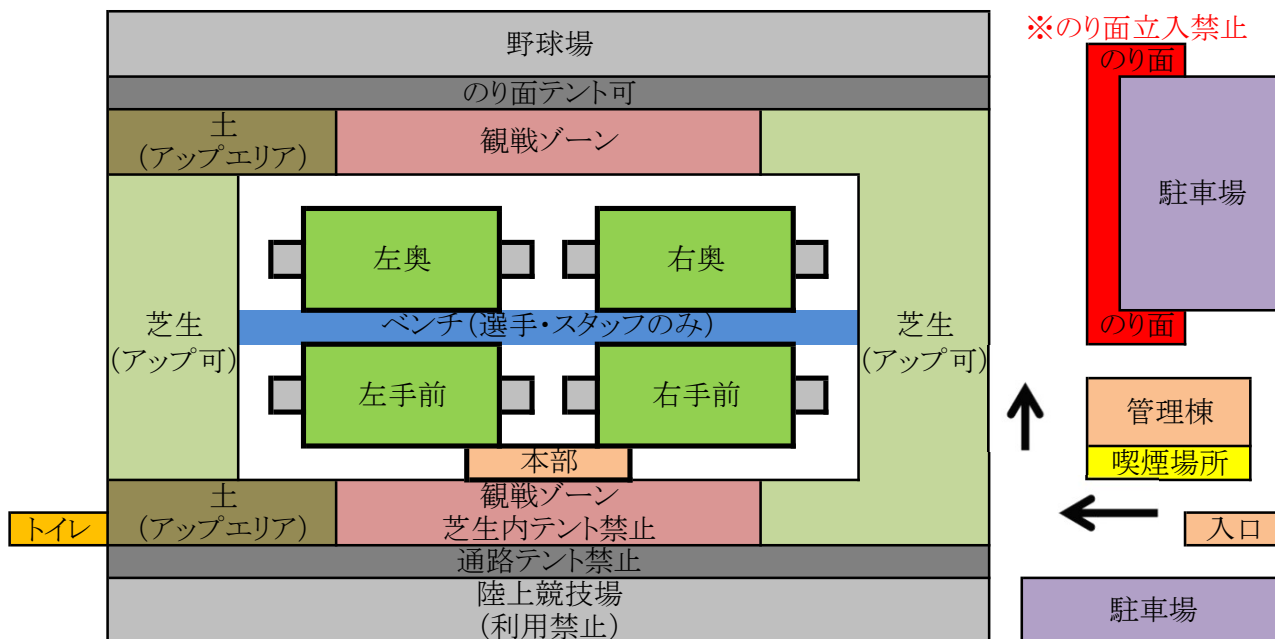 野球場
※のり面立入禁止
のり面
のり面テント可
土
(アップエリア)
観戦ゾーン
駐車場
左奥
右奥
芝生
(アップ可)
ベンチ(選手・スタッフのみ)
芝生
(アップ可)
のり面
左手前
右手前
管理棟
本部
喫煙場所
トイレ
土
(アップエリア)
観戦ゾーン
芝生内テント禁止
入口
通路テント禁止
陸上競技場
(利用禁止)
駐車場